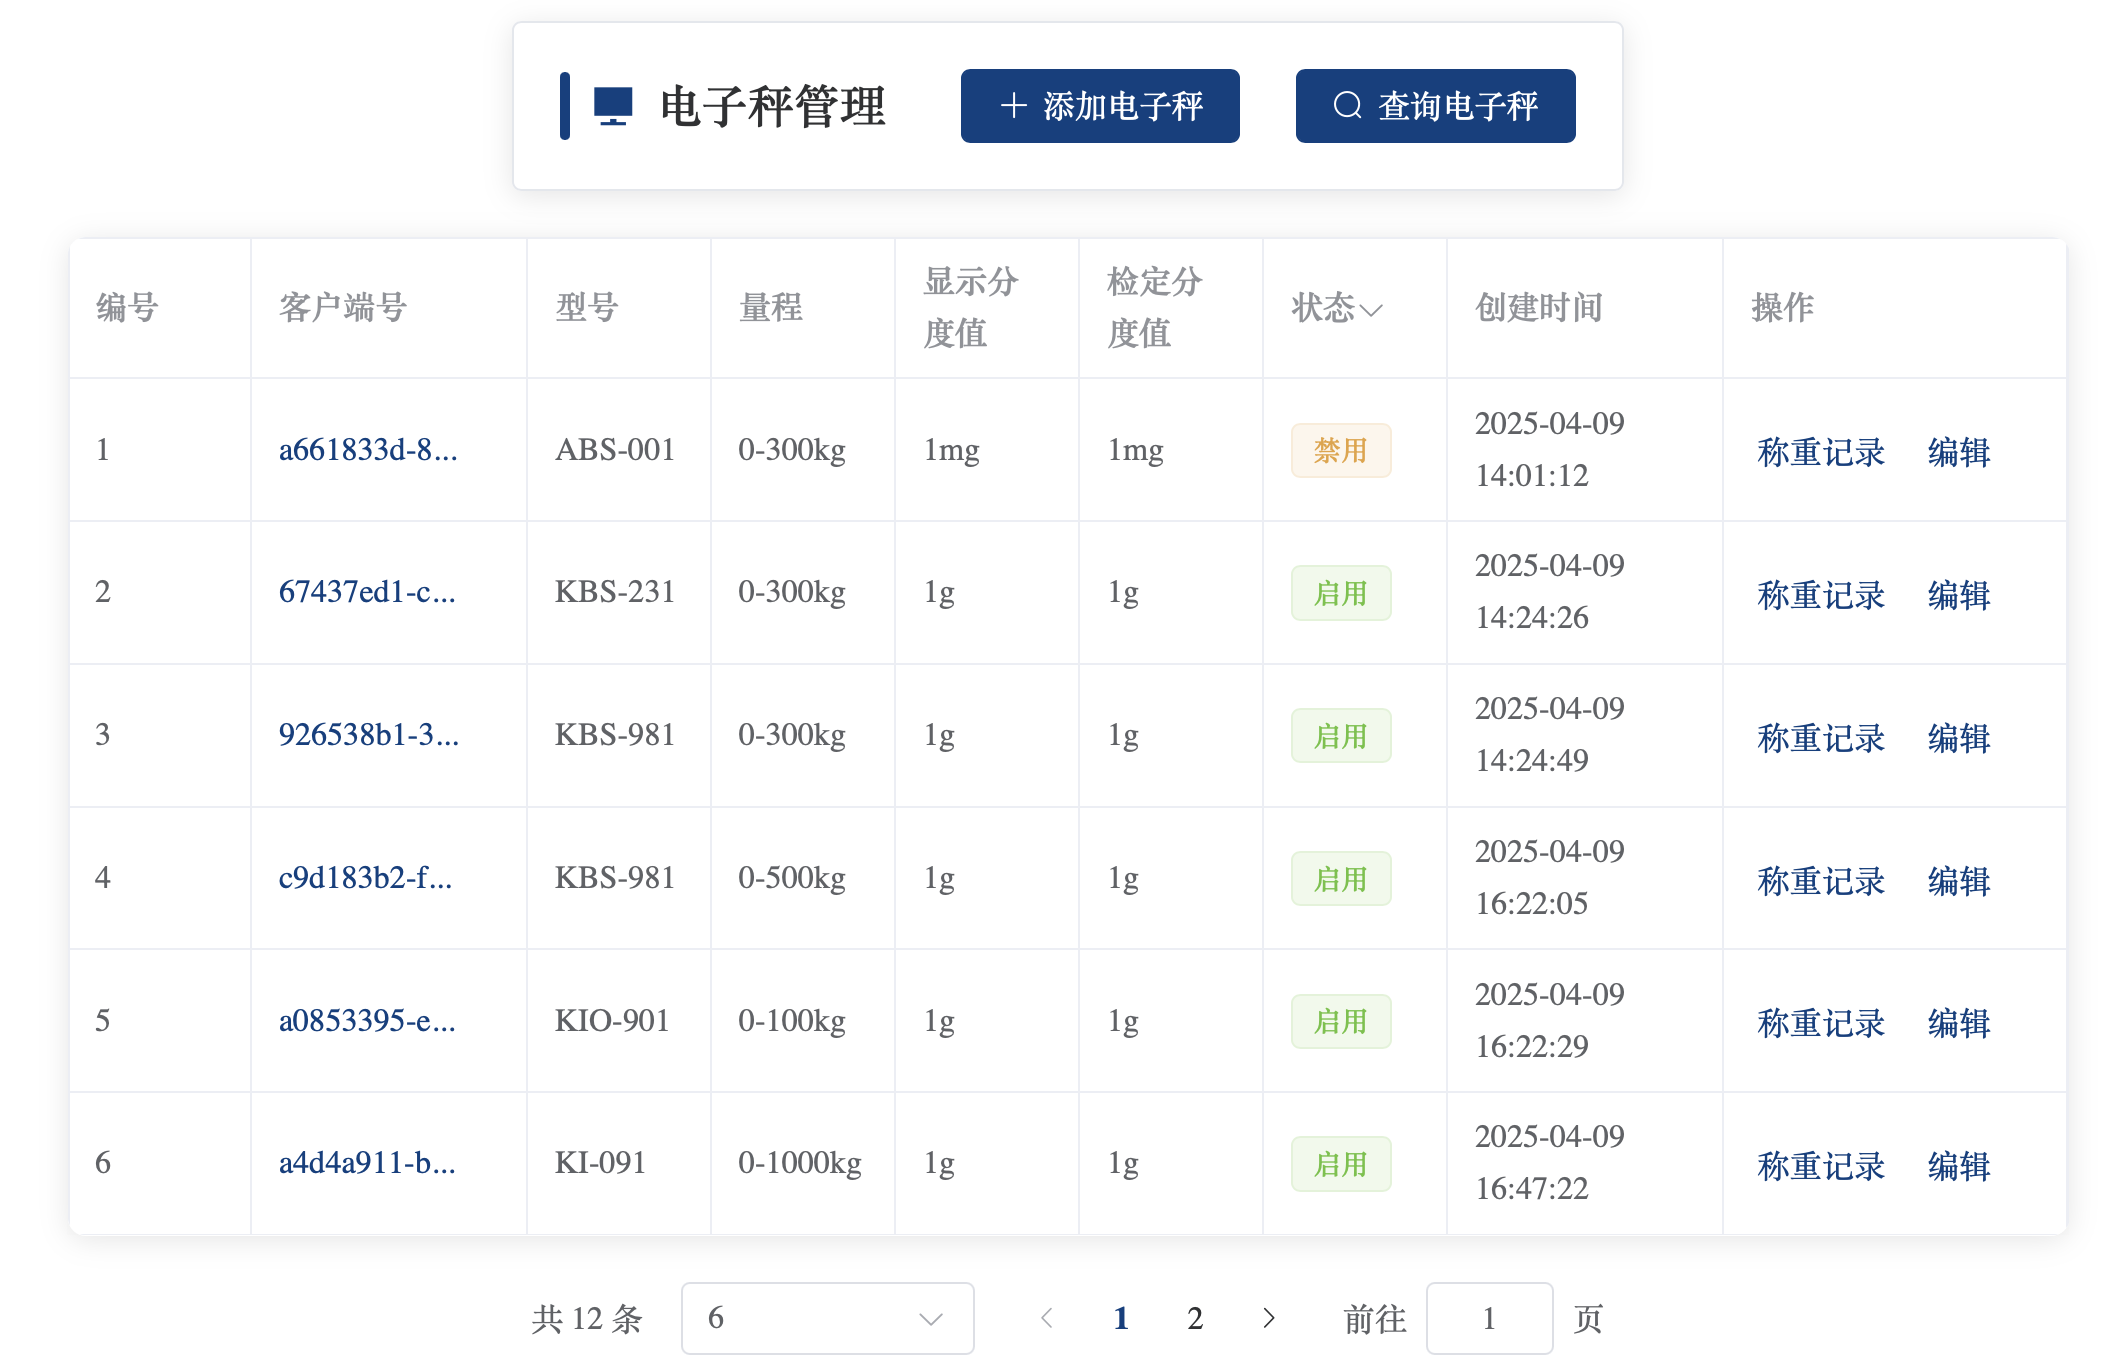 电子秤管理
添加电子秤
查询电子秤
编号 客户端号 型号 量程 显示分度值 检定分度值 状态 创建时间 操作
1 a661833d-8... ABS-001 0-300kg 1mg 1mg 禁用 2025-04-09 14:01:12 称重记录 编辑
2 67437ed1-c... KBS-231 0-300kg 1g 1g 启用 2025-04-09 14:24:26 称重记录 编辑
3 926538b1-3... KBS-981 0-300kg 1g 1g 启用 2025-04-09 14:24:49 称重记录 编辑
4 c9d183b2-f... KBS-981 0-500kg 1g 1g 启用 2025-04-09 16:22:05 称重记录 编辑
5 a0853395-e... KIO-901 0-100kg 1g 1g 启用 2025-04-09 16:22:29 称重记录 编辑
6 a4d4a911-b... KI-091 0-1000kg 1g 1g 启用 2025-04-09 16:47:22 称重记录 编辑
共 12 条 6 1 2 前往 1 页